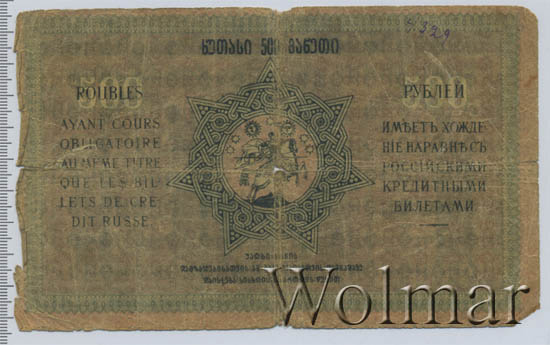 ხუთასი 500 მანეთი
500
ROUBLES
AYANT COURS
OBLIGATOIRE
AU MÊME TITRE
QUE LES BIL-
LETS DE CRÉ-
DIT RUSSE.
500
РУБЛЕЙ
ИМѢЕТЪ ХОЖДЕ-
НІЕ НАРАВНѢ СЪ
РОССІЙСКИМИ
КРЕДИТНЫМИ
БИЛЕТАМИ.
Wolmar